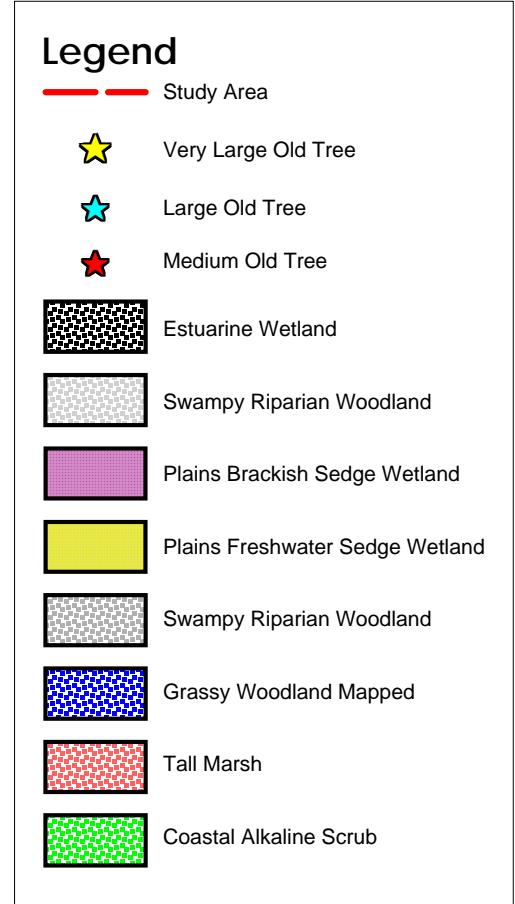 Legend
Study Area
Very Large Old Tree
Large Old Tree
Medium Old Tree
Estuarine Wetland
Swampy Riparian Woodland
Plains Brackish Sedge Wetland
Plains Freshwater Sedge Wetland
Swampy Riparian Woodland
Grassy Woodland Mapped
Tall Marsh
Coastal Alkaline Scrub